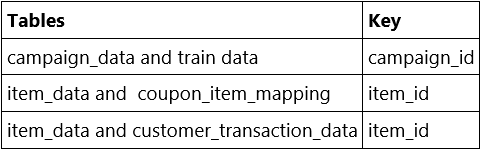 Tables Key
campaign_data and train data campaign_id
item_data and  coupon_item_mapping item_id
item_data and customer_transaction_data item_id